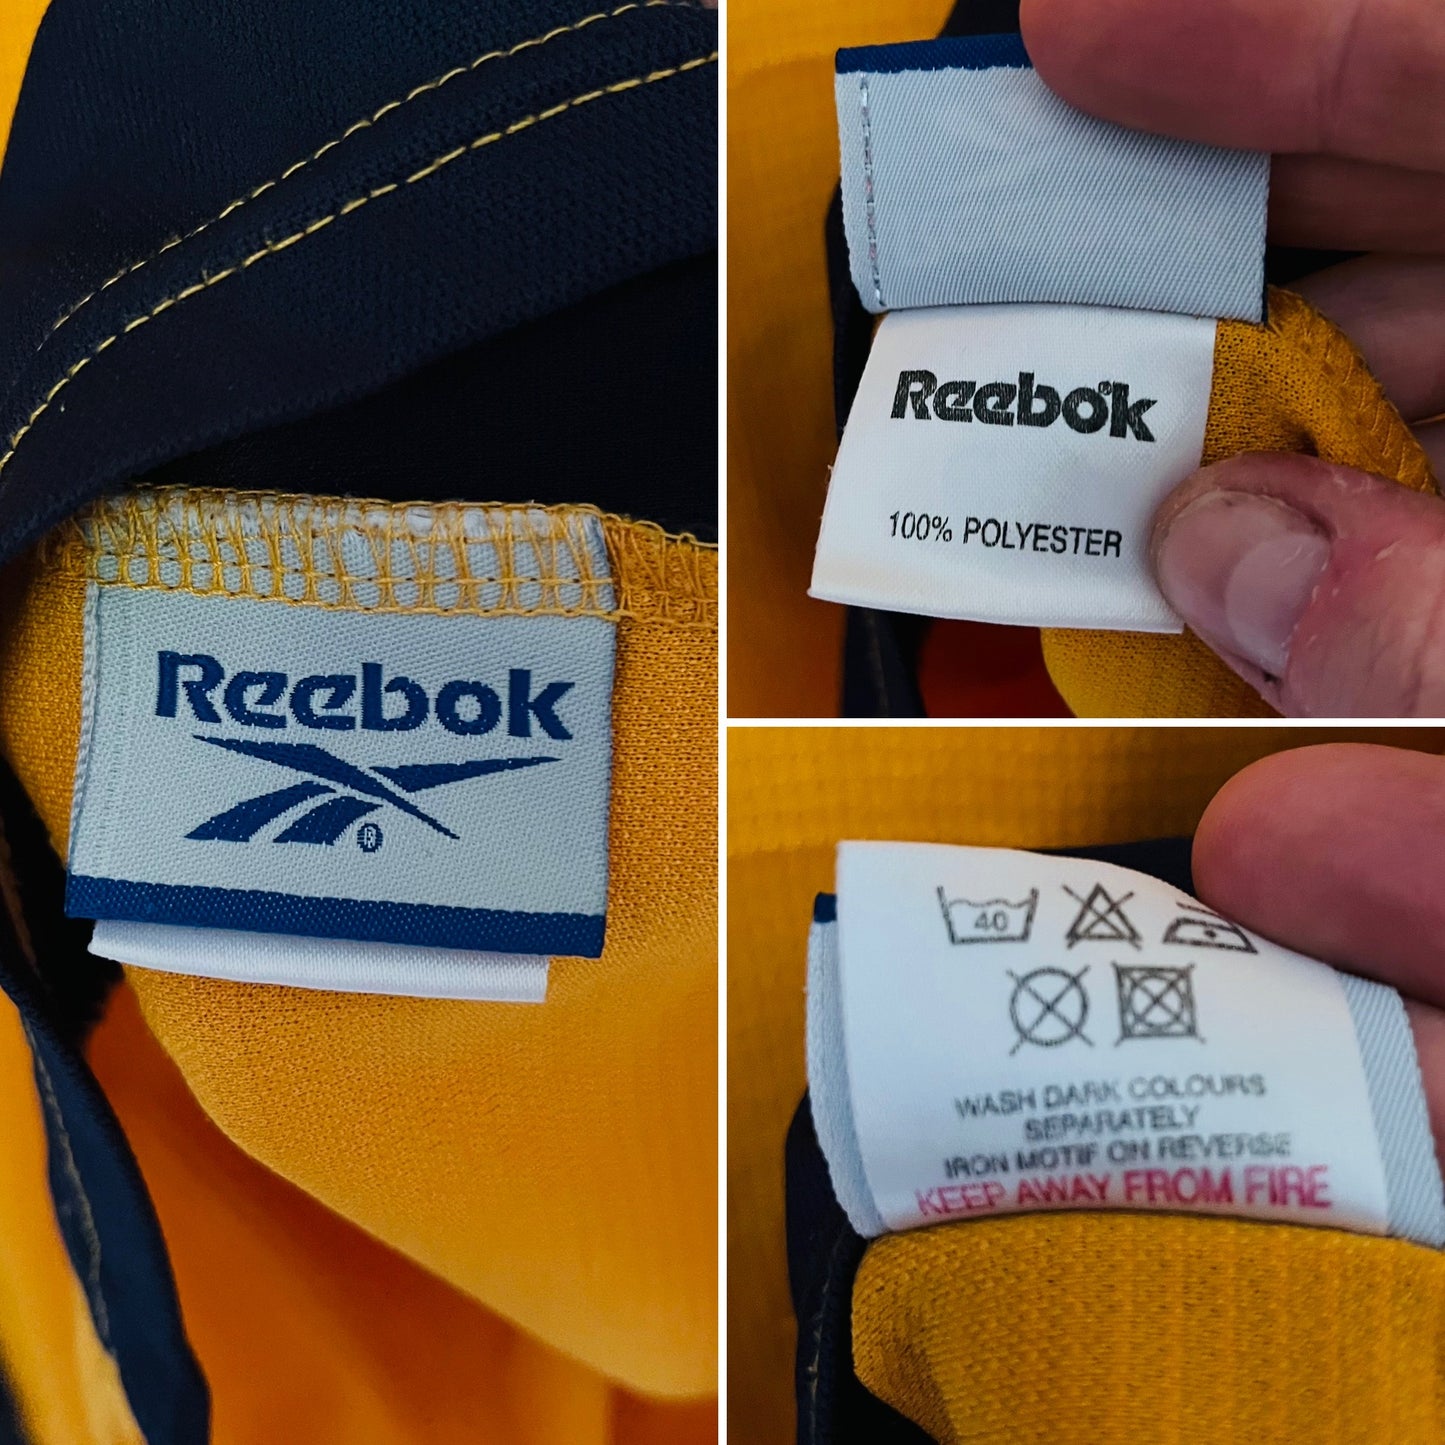 Reebok
®
Reebok
100% POLYESTER
40
WASH DARK COLOURS
SEPARATELY
IRON MOTIF ON REVERSE
KEEP AWAY FROM FIRE